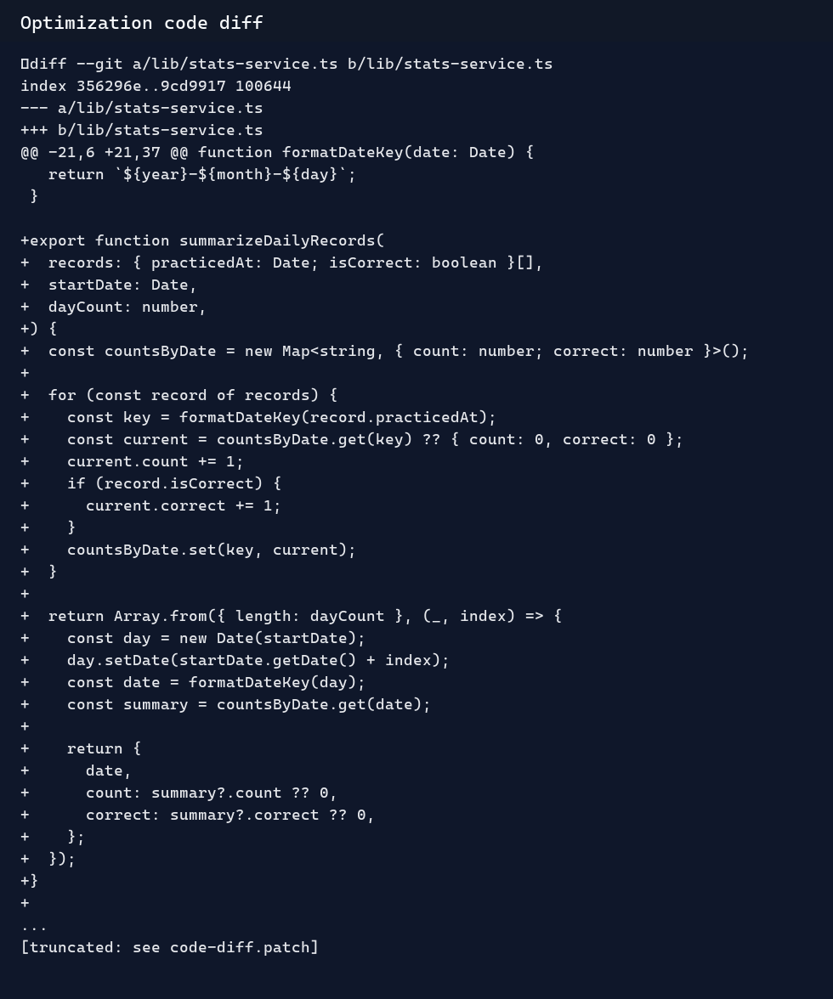 Optimization code diff
diff --git a/lib/stats-service.ts b/lib/stats-service.ts
index 356296e..9cd9917 100644
--- a/lib/stats-service.ts
+++ b/lib/stats-service.ts
@@ -21,6 +21,37 @@ function formatDateKey(date: Date) {
   return `${year}-${month}-${day}`;
 }

+export function summarizeDailyRecords(
+  records: { practicedAt: Date; isCorrect: boolean }[],
+  startDate: Date,
+  dayCount: number,
+) {
+  const countsByDate = new Map<string, { count: number; correct: number }>();
+
+  for (const record of records) {
+    const key = formatDateKey(record.practicedAt);
+    const current = countsByDate.get(key) ?? { count: 0, correct: 0 };
+    current.count += 1;
+    if (record.isCorrect) {
+      current.correct += 1;
+    }
+    countsByDate.set(key, current);
+  }
+
+  return Array.from({ length: dayCount }, (_, index) => {
+    const day = new Date(startDate);
+    day.setDate(startDate.getDate() + index);
+    const date = formatDateKey(day);
+    const summary = countsByDate.get(date);
+
+    return {
+      date,
+      count: summary?.count ?? 0,
+      correct: summary?.correct ?? 0,
+    };
+  });
+}
+
...
[truncated: see code-diff.patch]